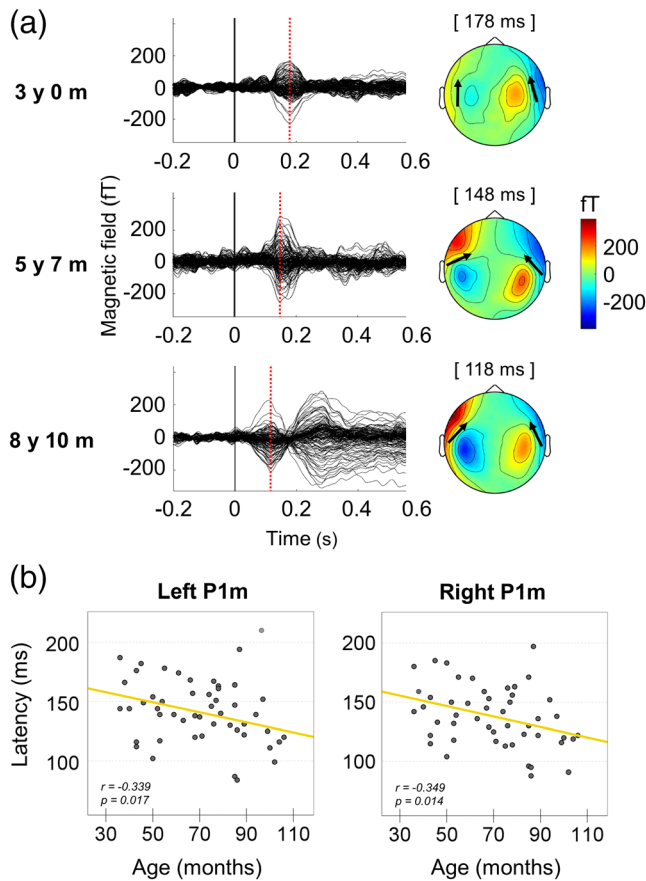 (a)
[ 178 ms ]
3 y 0 m
200
0
-200
-0.2 0 0.2 0.4 0.6
[ 148 ms ]
5 y 7 m
Magnetic field (fT)
200
0
-200
-0.2 0 0.2 0.4 0.6
fT
200
0
-200
[ 118 ms ]
8 y 10 m
200
0
-200
-0.2 0 0.2 0.4 0.6
Time (s)
(b)
Left P1m
Right P1m
Latency (ms)
200
150
100
r = -0.339
p = 0.017
30 50 70 90 110
Age (months)
200
150
100
r = -0.349
p = 0.014
30 50 70 90 110
Age (months)